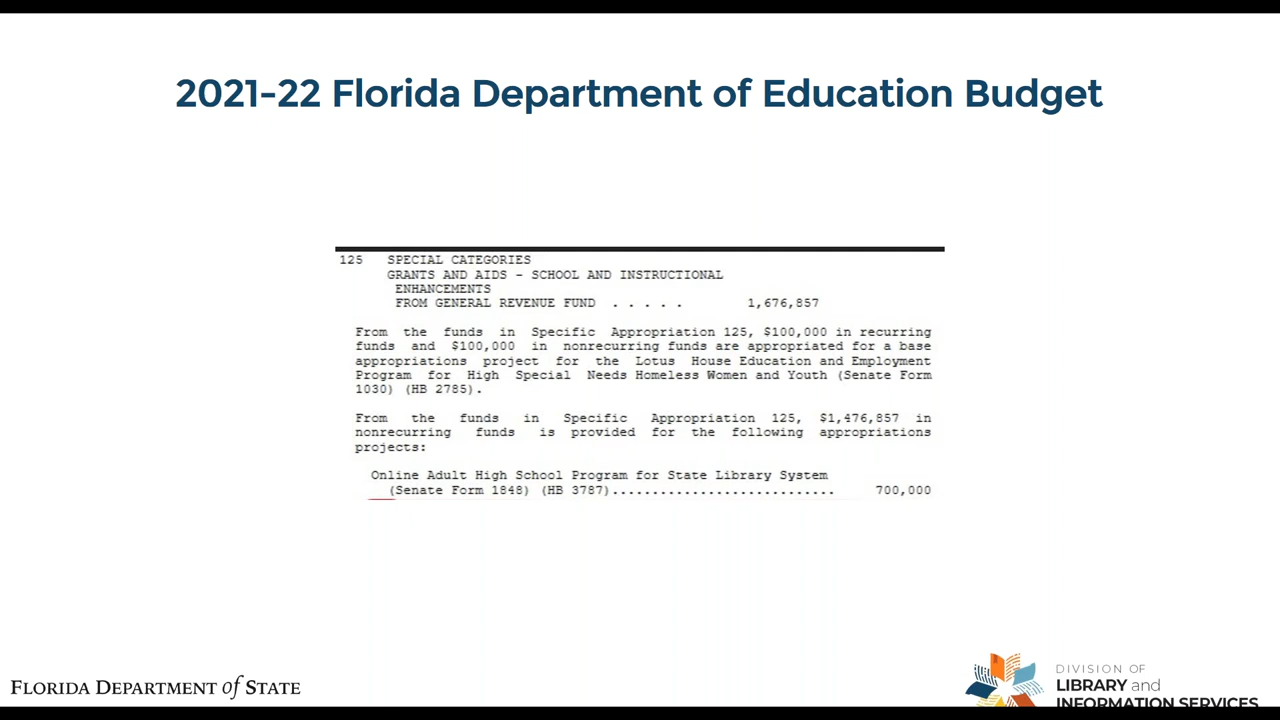 2021-22 Florida Department of Education Budget
125 SPECIAL CATEGORIES
GRANTS AND AIDS - SCHOOL AND INSTRUCTIONAL
ENHANCEMENTS
FROM GENERAL REVENUE FUND . . . . . 1,676,857
From the funds in Specific Appropriation 125, $100,000 in recurring
funds and $100,000 in nonrecurring funds are appropriated for a base
appropriations project for the Lotus House Education and Employment
Program for High Special Needs Homeless Women and Youth (Senate Form
1030) (HB 2785).
From the funds in Specific Appropriation 125, $1,476,857 in
nonrecurring funds is provided for the following appropriations
projects:
Online Adult High School Program for State Library System
(Senate Form 1848) (HB 3787)............................ 700,000
FLORIDA DEPARTMENT of STATE
DIVISION OF
LIBRARY and
INFORMATION SERVICES